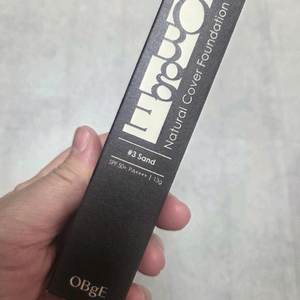 Natural Cover Foundation
#3 Sand
SPF 50+ PA++++ | 13g
OBgE